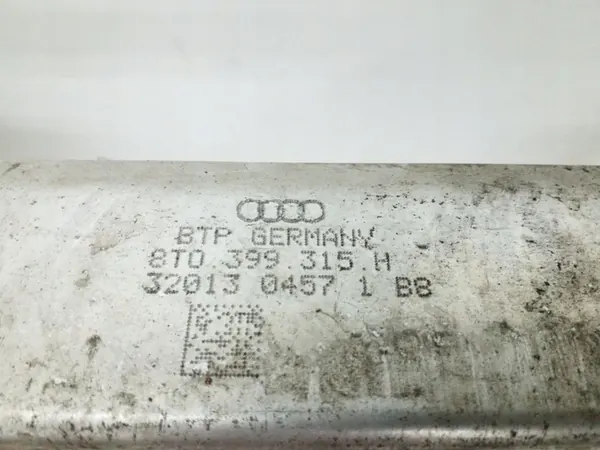 BTP GERMANY
8T0 399 315 H
32013 0457 1 B8